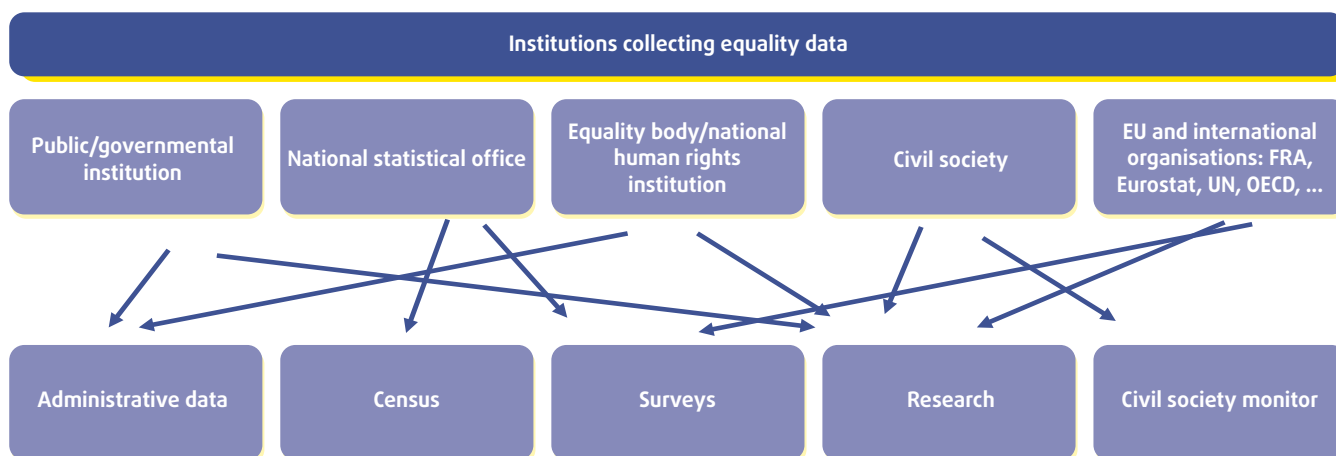 Institutions collecting equality data
Public/governmental
institution
National statistical office
Equality body/national
human rights
institution
Civil society
EU and international
organisations: FRA,
Eurostat, UN, OECD, ...
Administrative data
Census
Surveys
Research
Civil society monitor